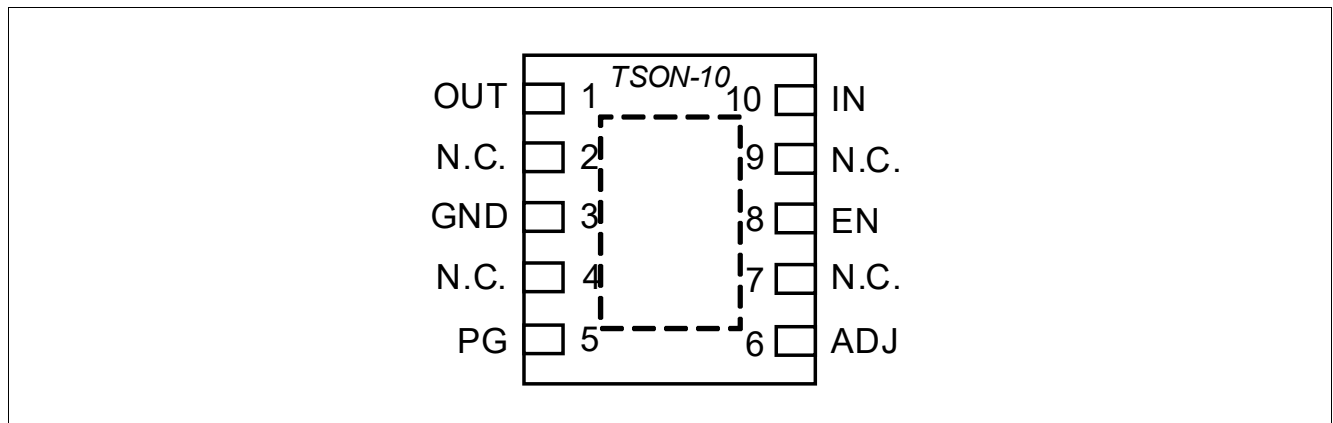 TSON-10
OUT 1 10 IN
N.C. 2 9 N.C.
GND 3 8 EN
N.C. 4 7 N.C.
PG 5 6 ADJ